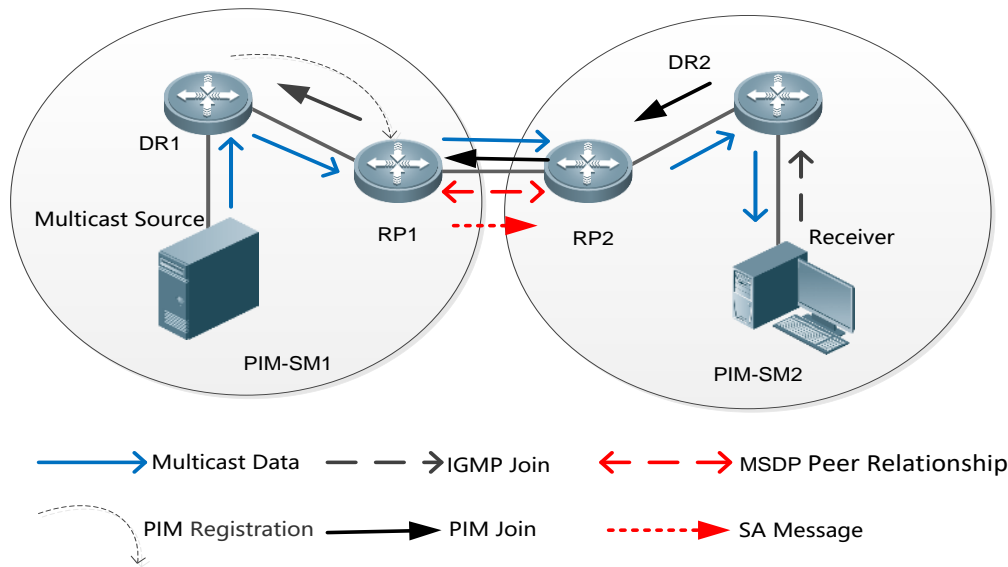 DR2
DR1
Multicast Source
RP1
RP2
Receiver
PIM-SM1
PIM-SM2
Multicast Data
IGMP Join
MSDP Peer Relationship
PIM Registration
PIM Join
SA Message